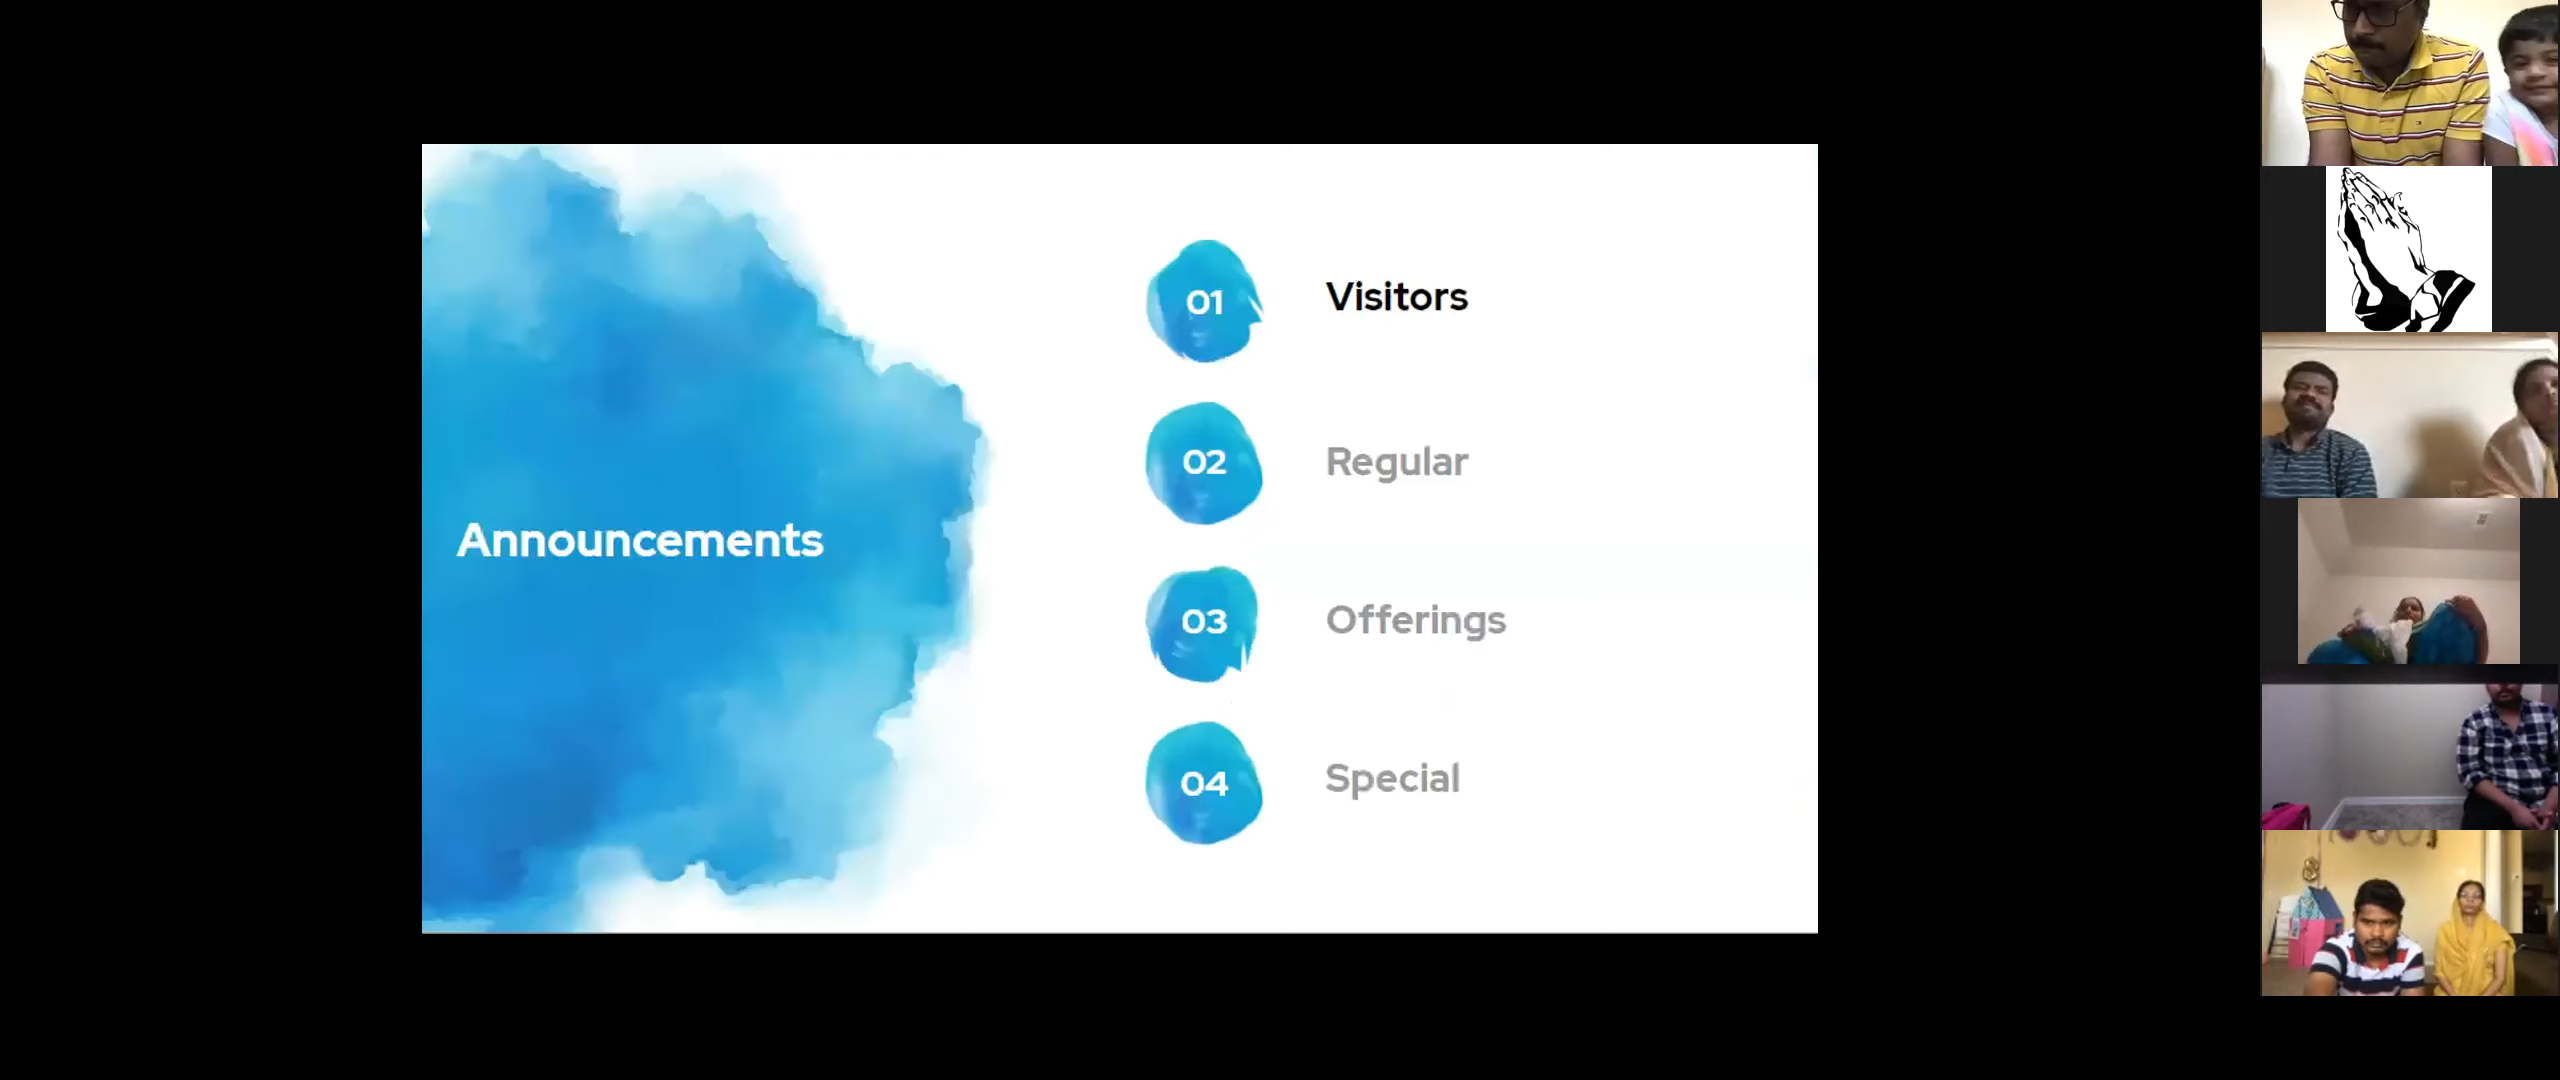 Announcements
01 Visitors
02 Regular
03 Offerings
04 Special